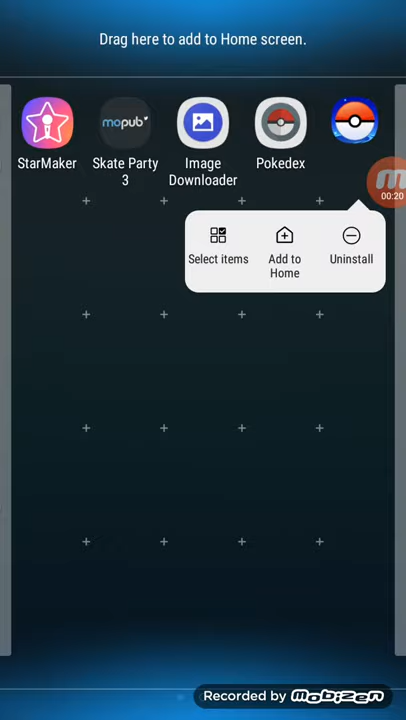 Drag here to add to Home screen.
mopub
StarMaker
Skate Party
3
Image
Downloader
Pokedex
00:20
Select items
Add to
Home
Uninstall
Recorded by mobizen